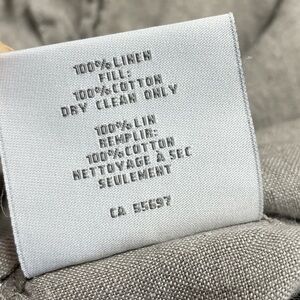 100% LINEN
FILL:
100% COTTON
DRY CLEAN ONLY
100% LIN
REMPLIR:
100% COTTON
NETTOYAGE À SEC
SEULEMENT
CA 55697